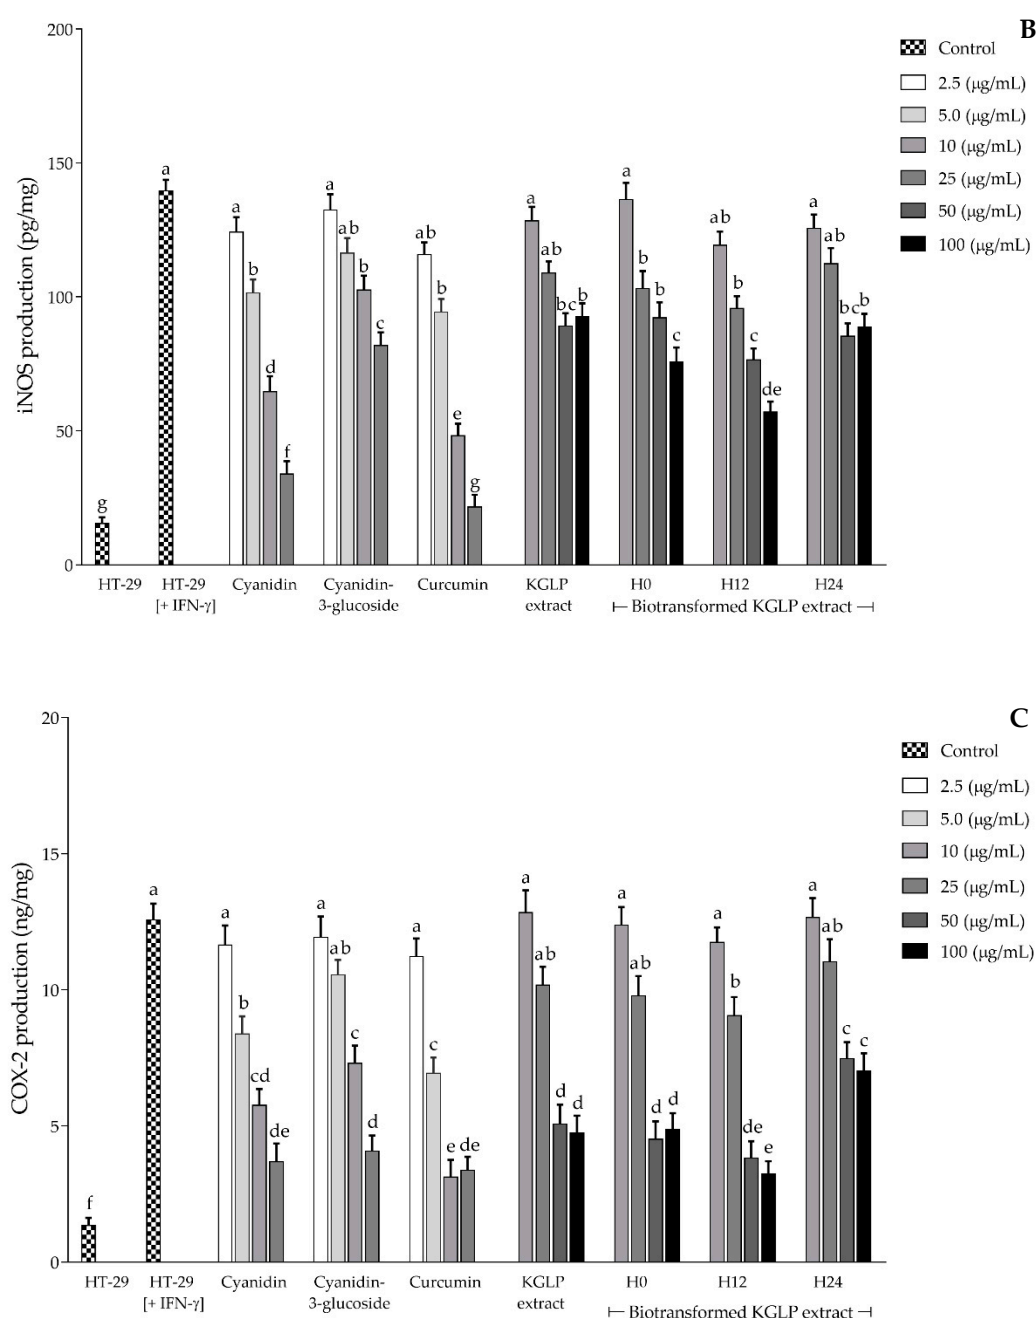 B
200
150
100
50
0
iNOS production (pg/mg)
Control
2.5 (μg/mL)
5.0 (μg/mL)
10 (μg/mL)
25 (μg/mL)
50 (μg/mL)
100 (μg/mL)
g
a
a b d f
a ab b c
ab b e g
a ab bc b
a b b c
ab b c de
a ab bc b
HT-29
HT-29
[+ IFN-γ]
Cyanidin
Cyanidin-
3-glucoside
Curcumin
KGLP
extract
H0
H12
H24
Biotransformed KGLP extract
C
20
15
10
5
0
COX-2 production (ng/mg)
Control
2.5 (μg/mL)
5.0 (μg/mL)
10 (μg/mL)
25 (μg/mL)
50 (μg/mL)
100 (μg/mL)
f
a
a b cd de
a ab c d
a c e de
a ab d d
a ab d d
a b de e
a ab c c
HT-29
HT-29
[+ IFN-γ]
Cyanidin
Cyanidin-
3-glucoside
Curcumin
KGLP
extract
H0
H12
H24
Biotransformed KGLP extract